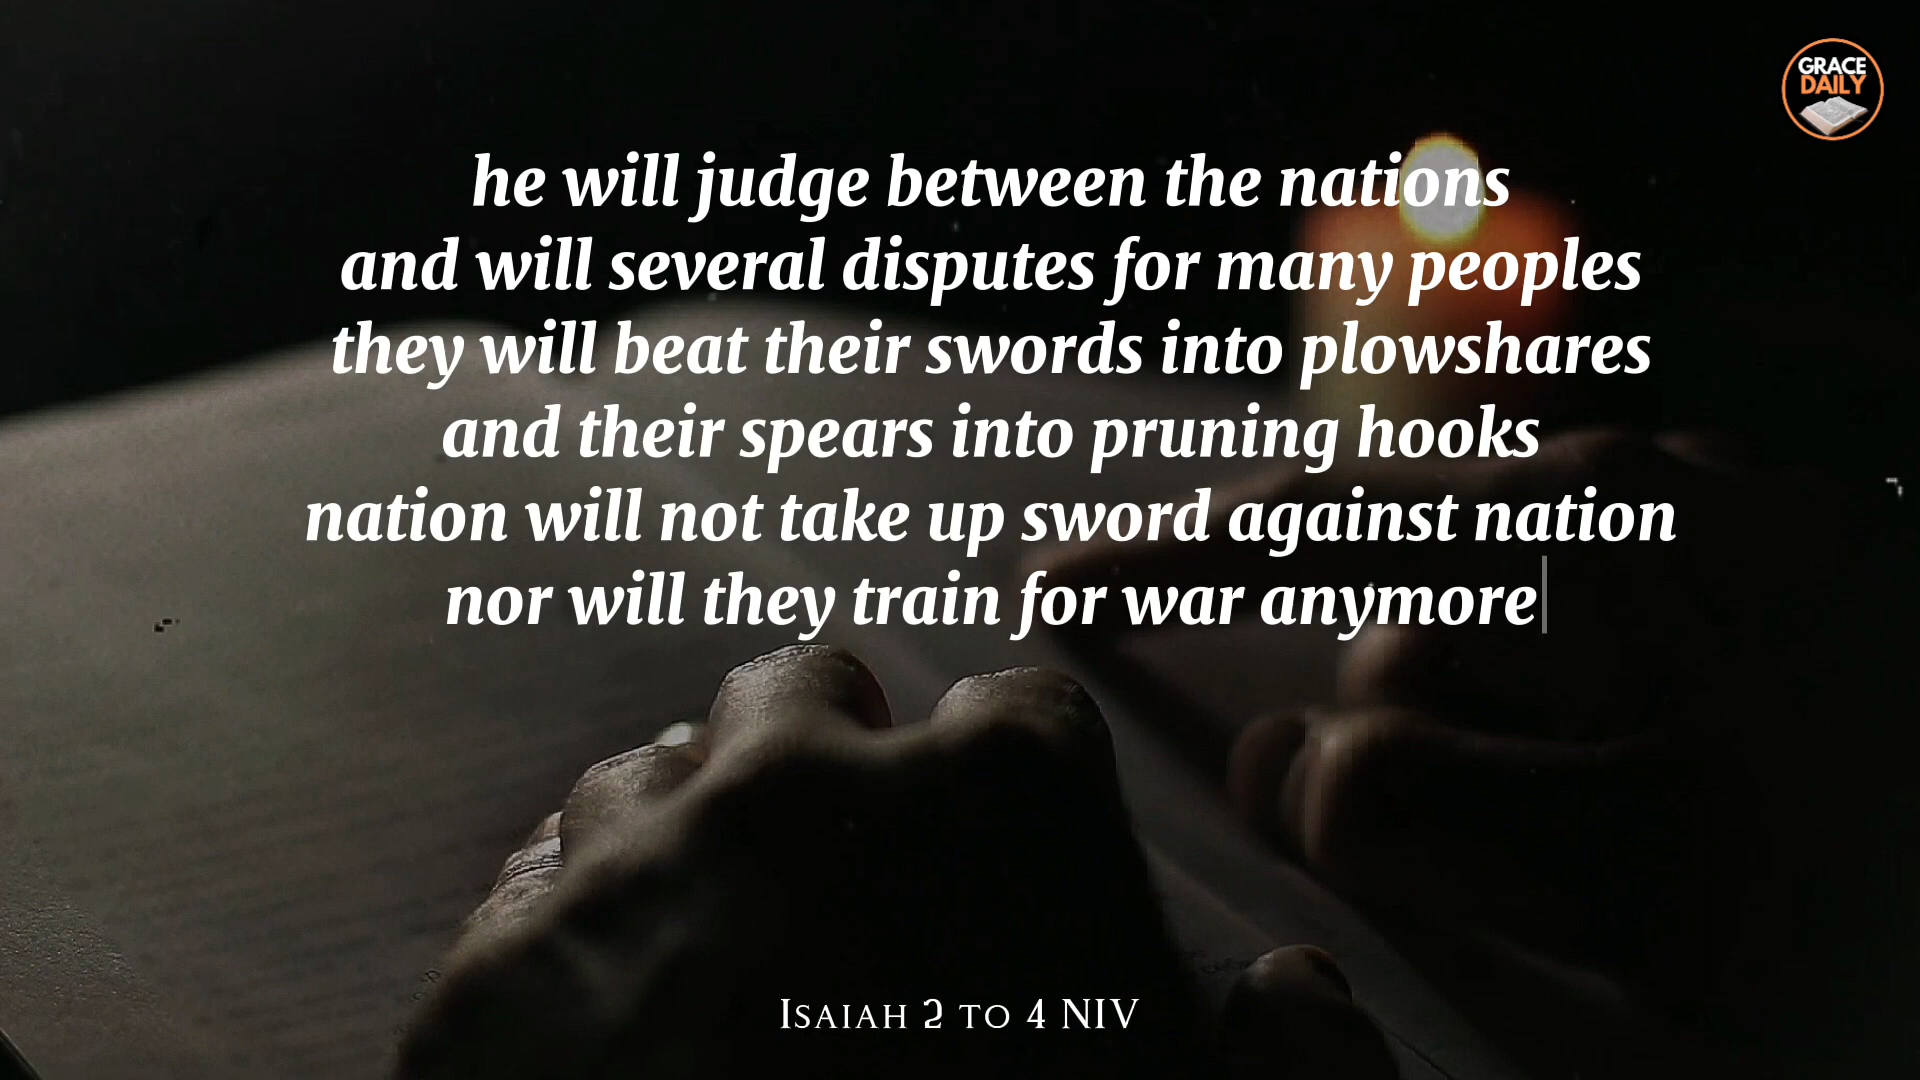 GRACE
DAILY
he will judge between the nations
and will several disputes for many peoples
they will beat their swords into plowshares
and their spears into pruning hooks
nation will not take up sword against nation
nor will they train for war anymore
Isaiah 2 to 4 NIV